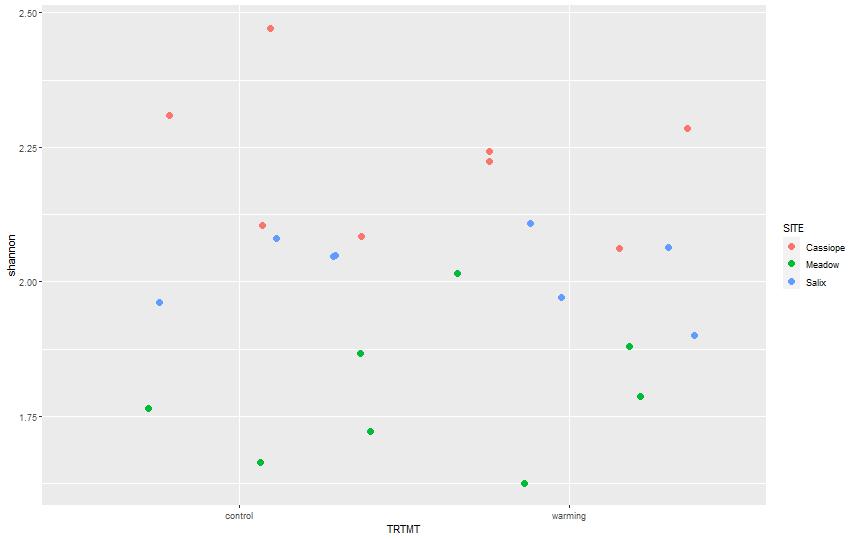 2.50
2.25
2.00
1.75
shannon
control
warming
TRTMT
SITE
Cassiope
Meadow
Salix